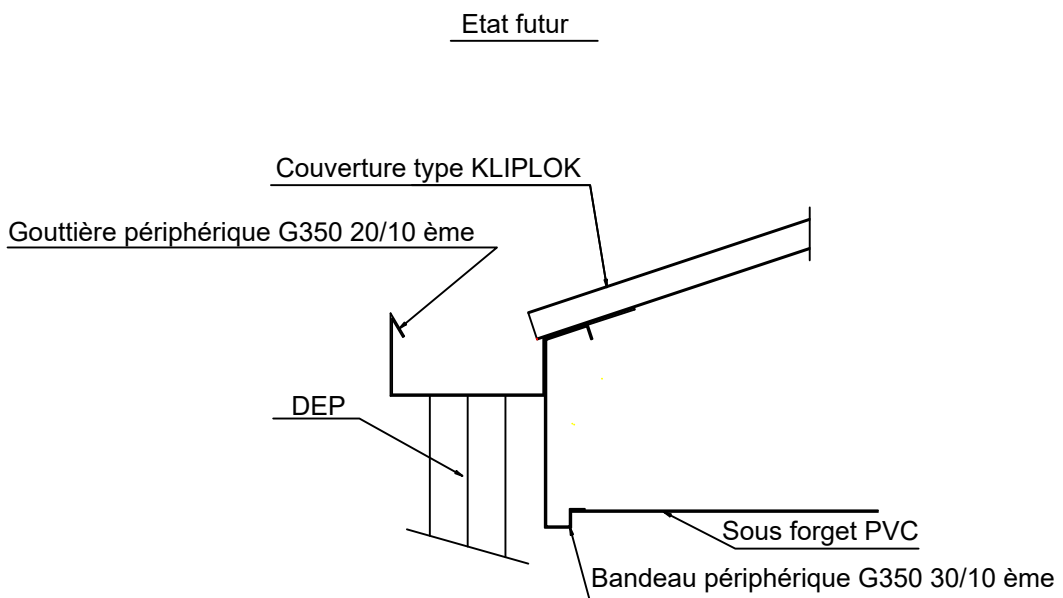 Etat futur
Couverture type KLIPLOK
Gouttière périphérique G350 20/10 ème
DEP
Sous forget PVC
Bandeau périphérique G350 30/10 ème